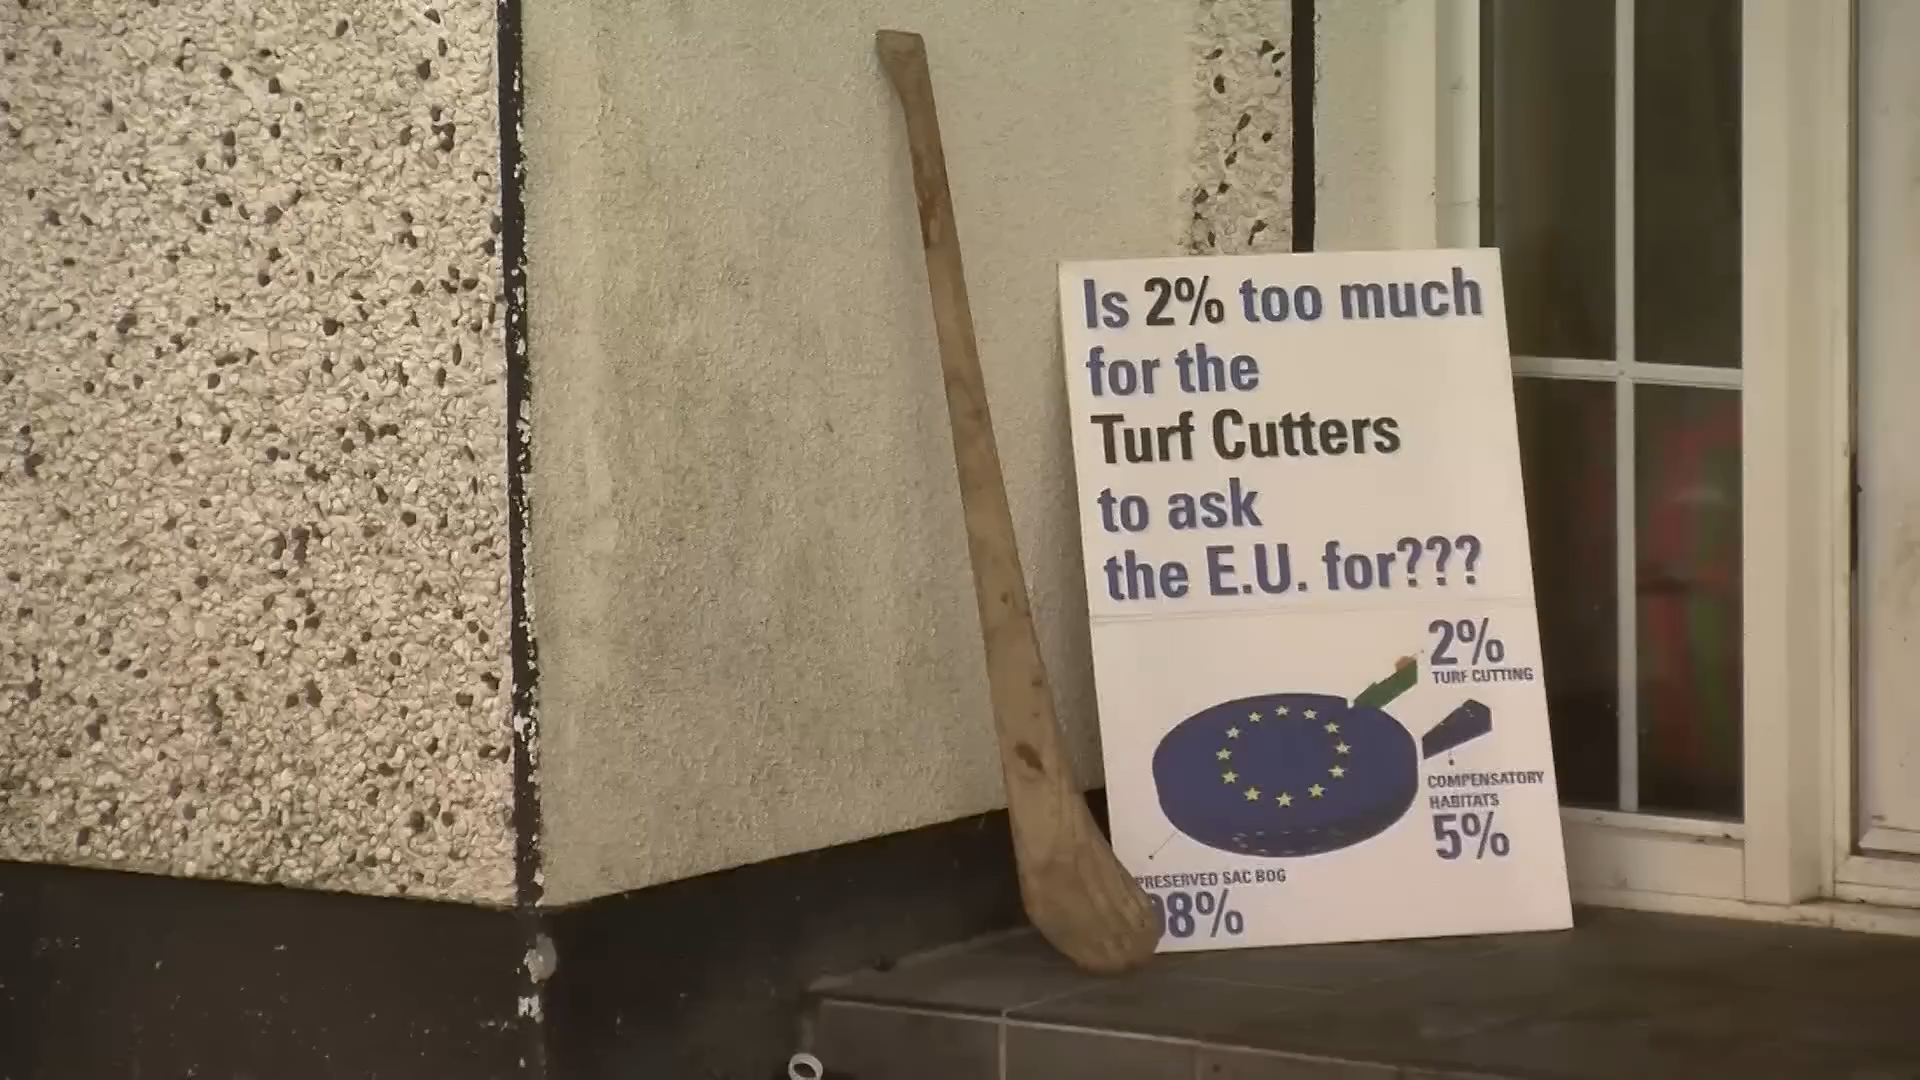 Is 2% too much
for the
Turf Cutters
to ask
the E.U. for???
2%
TURF CUTTING
COMPENSATORY
HABITATS
5%
PRESERVED SAC BOG
98%